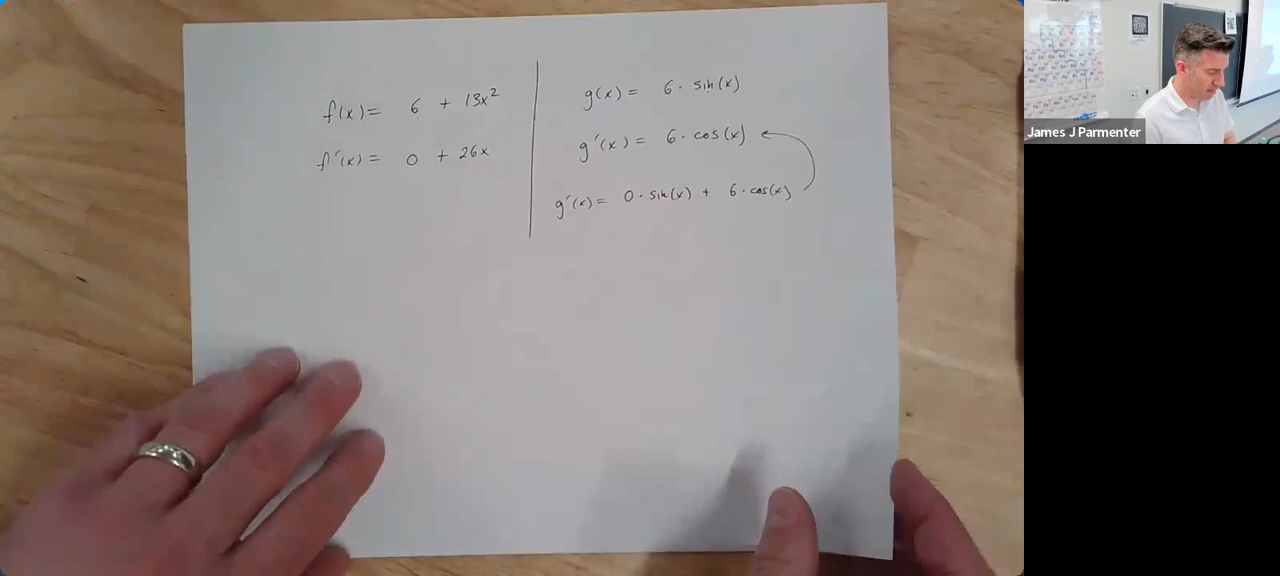 f(x) = 6 + 13x²
f'(x) = 0 + 26x
g(x) = 6 · sin(x)
g'(x) = 6 · cos(x)
g'(x) = 0 · sin(x) + 6 · cos(x)
James J Parmenter